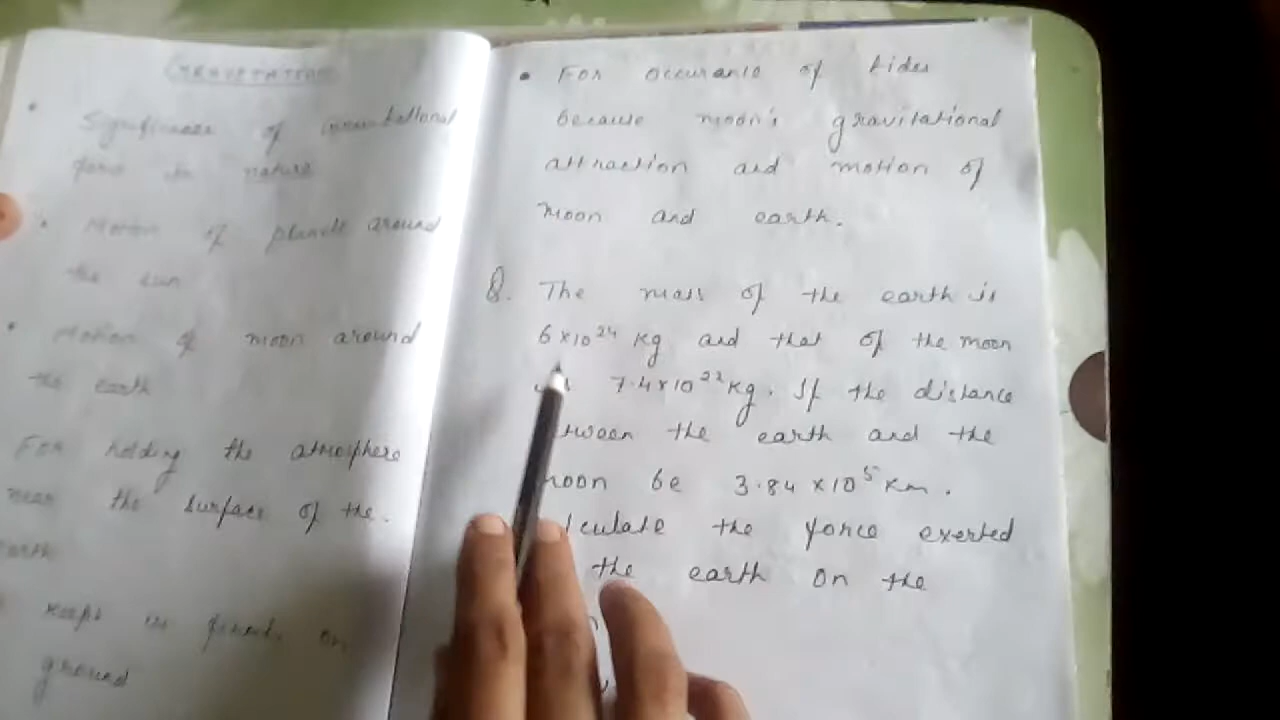 GRAVITATION
Significance of gravitational
force in nature
• Motion of planets around
the sun
• Motion of moon around
the earth
For holding the atmosphere
near the surface of the.
earth
keeps us firmly on
ground
• For occurance of tides
because moon's gravitational
attraction and motion of
moon and earth.
Q. The mass of the earth is
6×10²⁴ kg and that of the moon
7.4×10²² kg. If the distance
the earth and the
moon be 3.84 ×10⁵ Km.
the force exerted
the earth on the